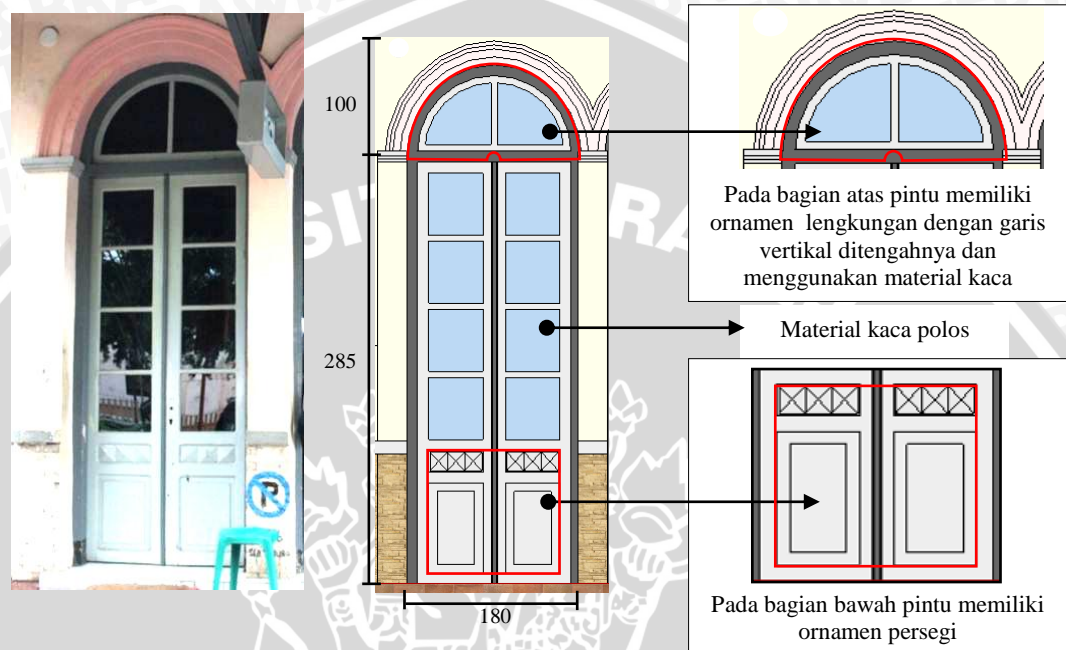 100
285
180
Pada bagian atas pintu memiliki
ornamen lengkungan dengan garis
vertikal ditengahnya dan
menggunakan material kaca
Material kaca polos
Pada bagian bawah pintu memiliki
ornamen persegi
P